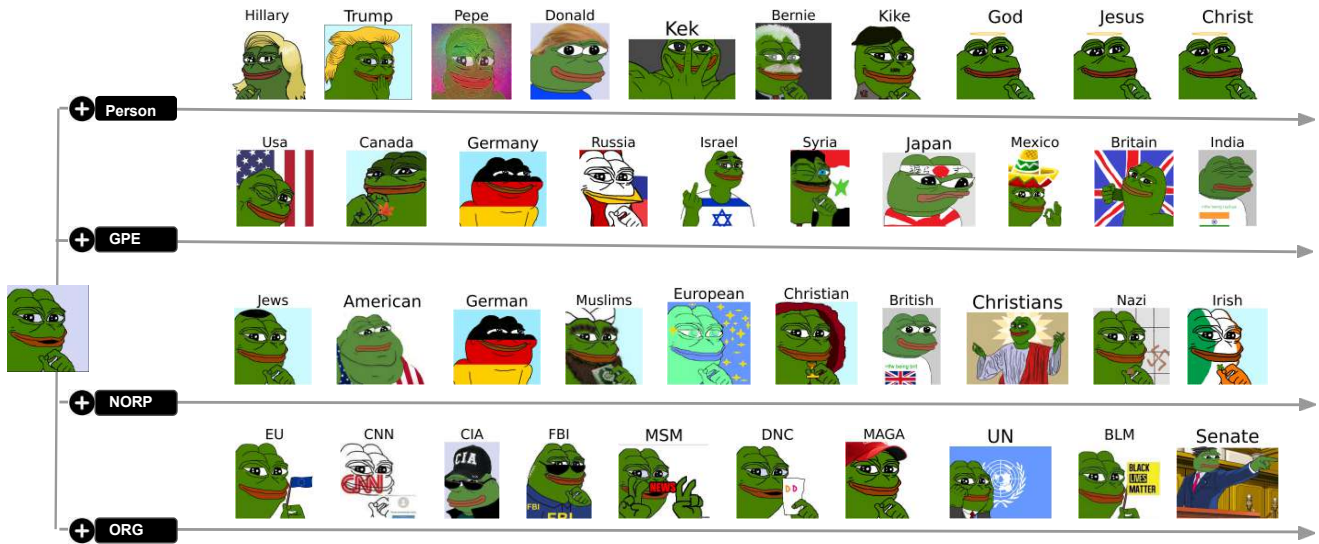 Hillary Trump Pepe Donald Kek Bernie Kike God Jesus Christ
Person
Usa Canada Germany Russia Israel Syria Japan Mexico Britain India
GPE
Jews American German Muslims European Christian British Christians Nazi Irish
NORP
EU CNN CIA FBI MSM DNC MAGA UN BLM Senate
CIA
CNN
NEWS
D D
BLACK
LIVES
MATTER
FBI
FBI
ORG